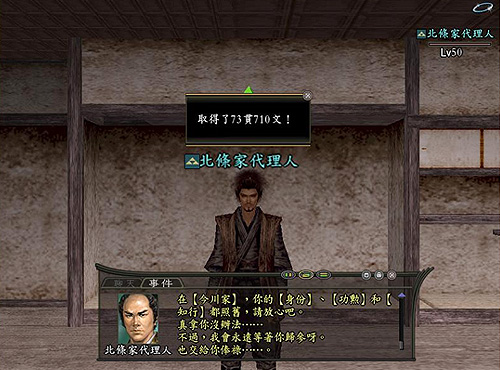 北條家代理人
Lv50
取得了73貫710文！
北條家代理人
聊天
事件
在【今川家】，你的【身份】、【功勲】和【
知行】都照舊，請放心吧。
真拿你沒辦法……
不過，我會永遠等著你歸參呀。
也交給你俸祿……。
北條家代理人